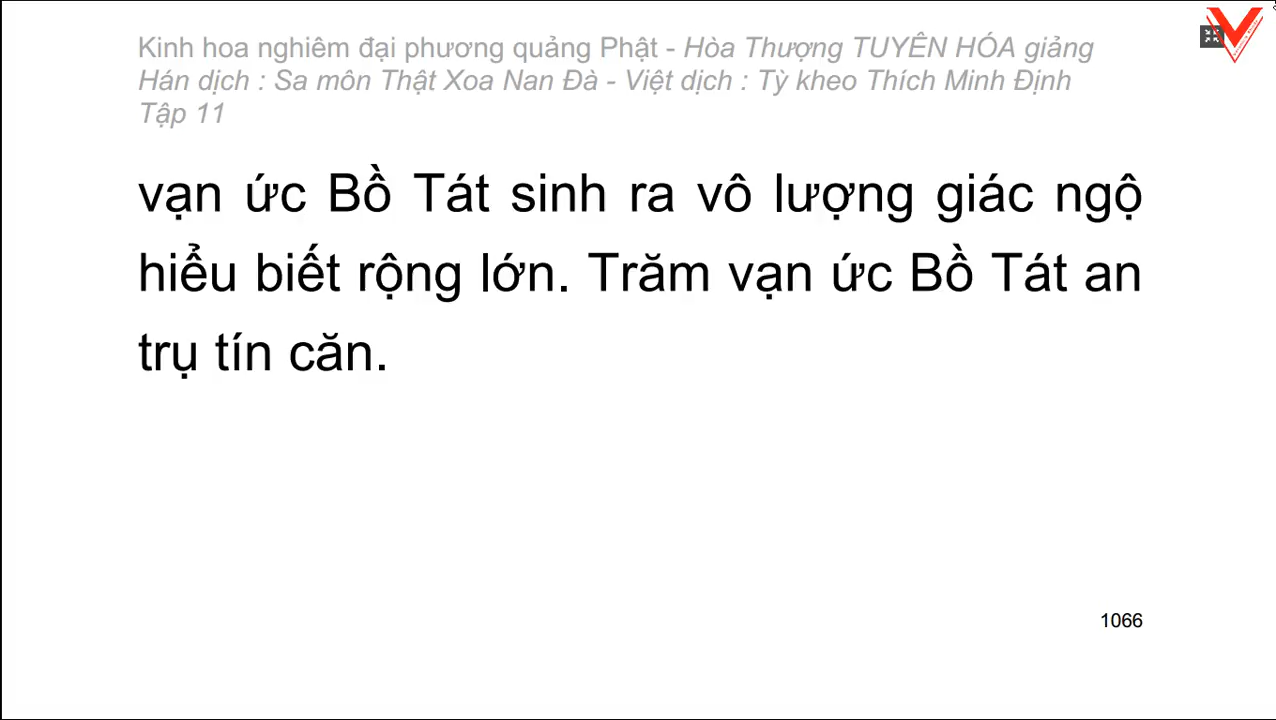 Kinh hoa nghiêm đại phương quảng Phật - Hòa Thượng TUYÊN HÓA giảng
Hán dịch : Sa môn Thật Xoa Nan Đà - Việt dịch : Tỳ kheo Thích Minh Định
Tập 11
vạn ức Bồ Tát sinh ra vô lượng giác ngộ
hiểu biết rộng lớn. Trăm vạn ức Bồ Tát an
trụ tín căn.
1066